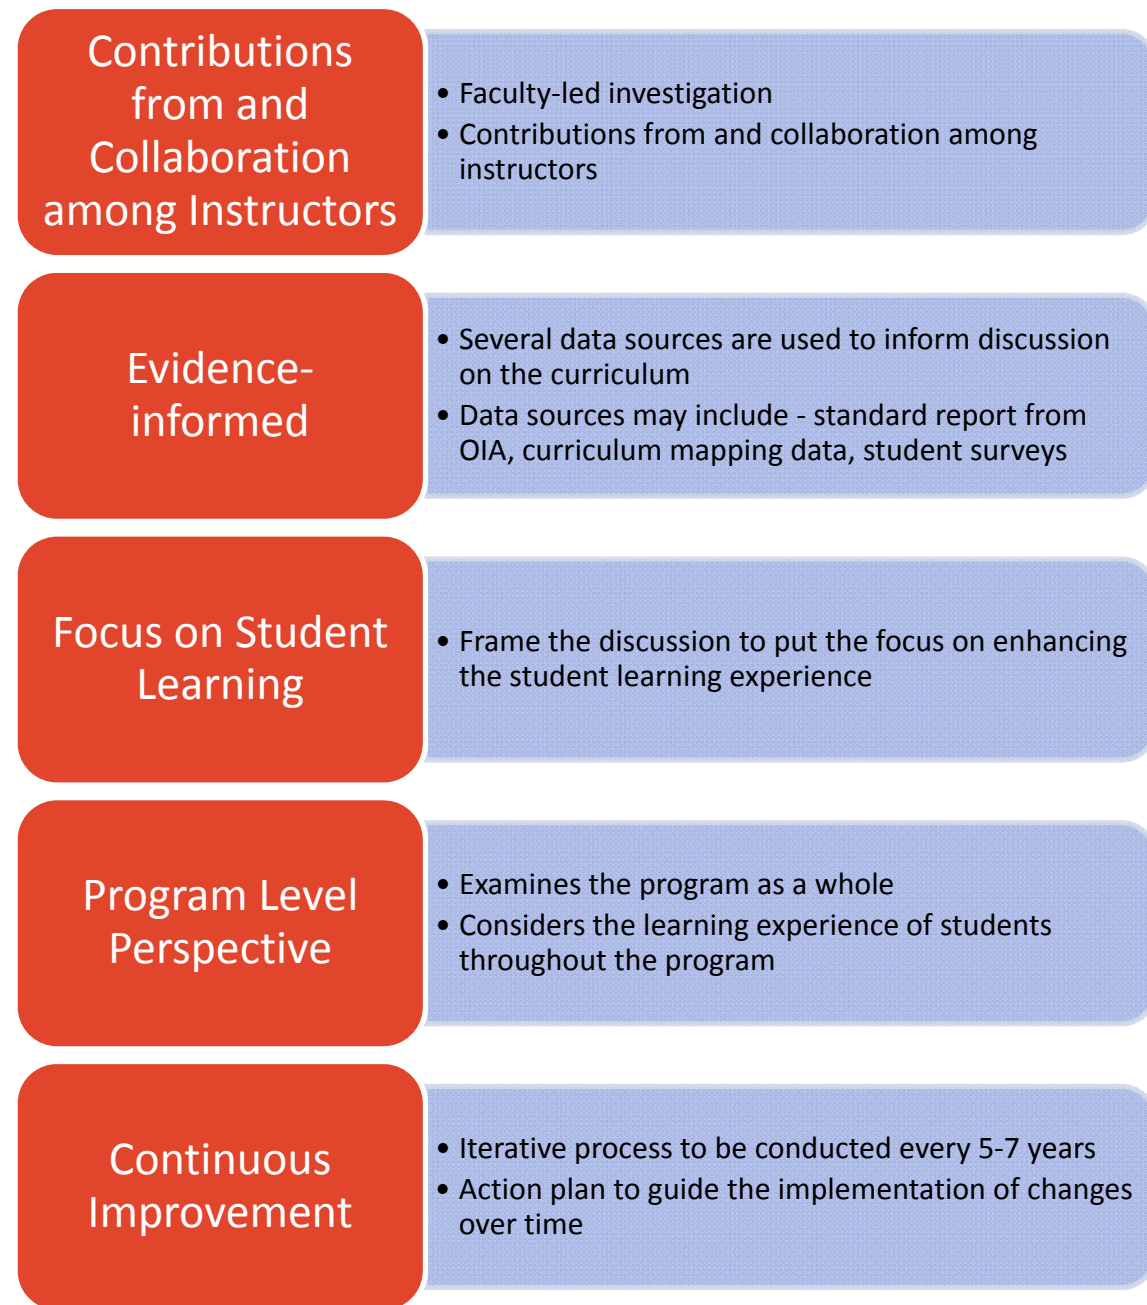 Contributions
from and
Collaboration
among Instructors
• Faculty-led investigation
• Contributions from and collaboration among
instructors
Evidence-
informed
• Several data sources are used to inform discussion
on the curriculum
• Data sources may include - standard report from
OIA, curriculum mapping data, student surveys
Focus on Student
Learning
• Frame the discussion to put the focus on enhancing
the student learning experience
Program Level
Perspective
• Examines the program as a whole
• Considers the learning experience of students
throughout the program
Continuous
Improvement
• Iterative process to be conducted every 5-7 years
• Action plan to guide the implementation of changes
over time